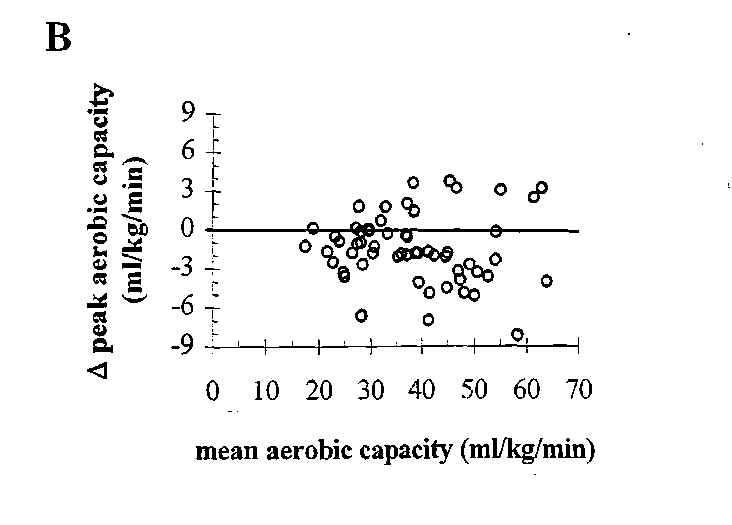 B
Δ peak aerobic capacity
(ml/kg/min)
9
6
3
0
-3
-6
-9
0 10 20 30 40 50 60 70
mean aerobic capacity (ml/kg/min)